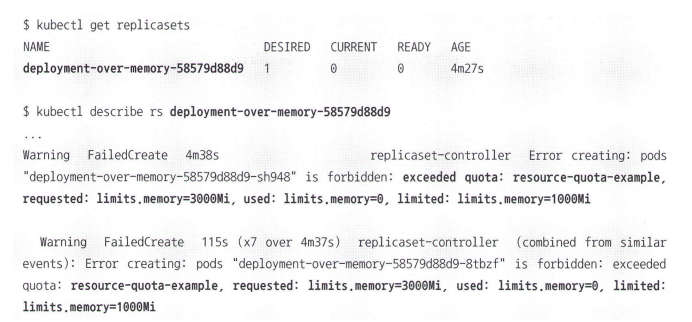 $ kubectl get replicasets
NAME DESIRED CURRENT READY AGE
deployment-over-memory-58579d88d9 1 0 0 4m27s
$ kubectl describe rs deployment-over-memory-58579d88d9
...
Warning FailedCreate 4m38s replicaset-controller Error creating: pods
"deployment-over-memory-58579d88d9-sh948" is forbidden: exceeded quota: resource-quota-example,
requested: limits.memory=3000Mi, used: limits.memory=0, limited: limits.memory=1000Mi
Warning FailedCreate 115s (x7 over 4m37s) replicaset-controller (combined from similar
events): Error creating: pods "deployment-over-memory-58579d88d9-8tbzf" is forbidden: exceeded
quota: resource-quota-example, requested: limits.memory=3000Mi, used: limits.memory=0, limited:
limits.memory=1000Mi